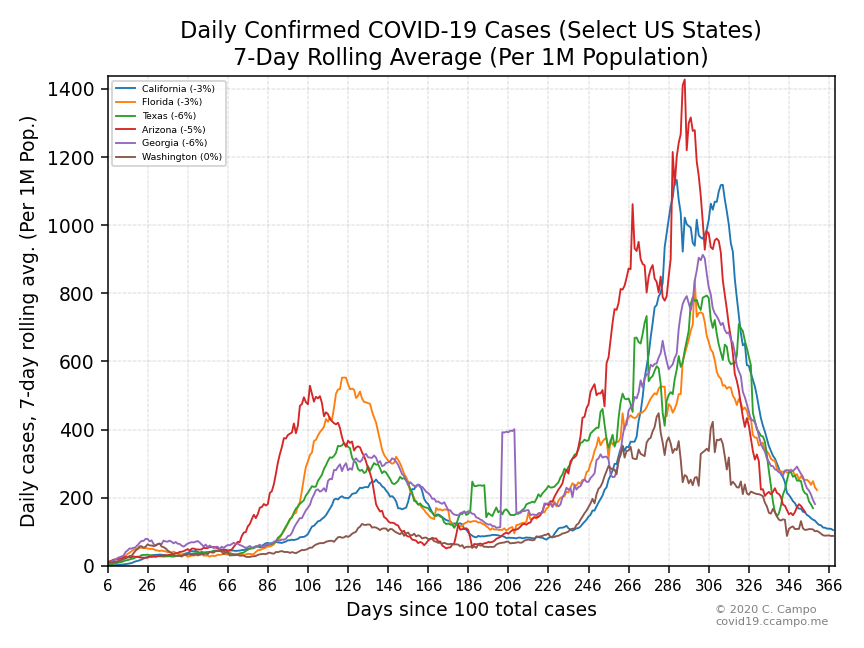 Daily Confirmed COVID-19 Cases (Select US States)
7-Day Rolling Average (Per 1M Population)
Daily cases, 7-day rolling avg. (Per 1M Pop.)
1400
1200
1000
800
600
400
200
0
California (-3%)
Florida (-3%)
Texas (-6%)
Arizona (-5%)
Georgia (-6%)
Washington (0%)
6 26 46 66 86 106 126 146 166 186 206 226 246 266 286 306 326 346 366
Days since 100 total cases
© 2020 C. Campo
covid19.ccampo.me